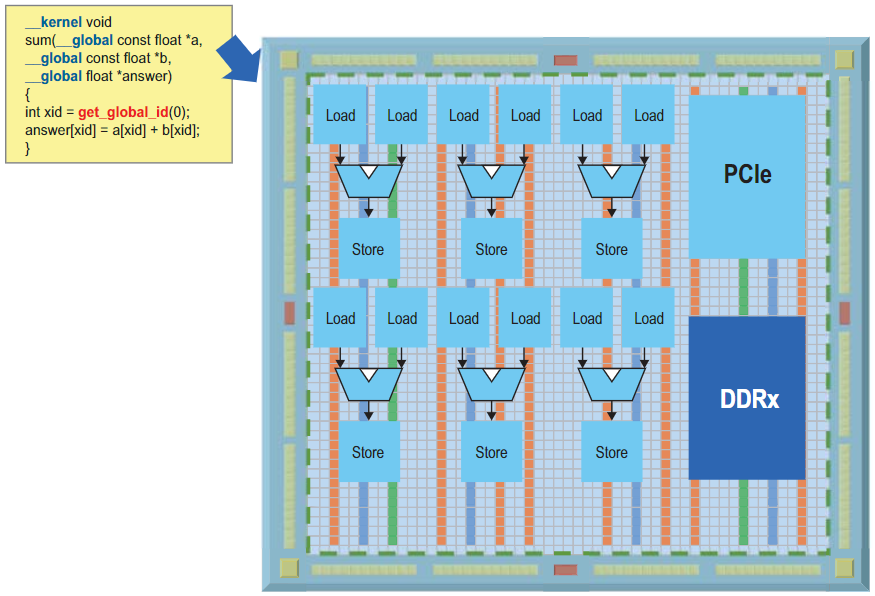 __kernel void
sum(__global const float *a,
__global const float *b,
__global float *answer)
{
int xid = get_global_id(0);
answer[xid] = a[xid] + b[xid];
}
Load Load Load Load Load Load
PCIe
Store Store Store
Load Load Load Load Load Load
DDRx
Store Store Store